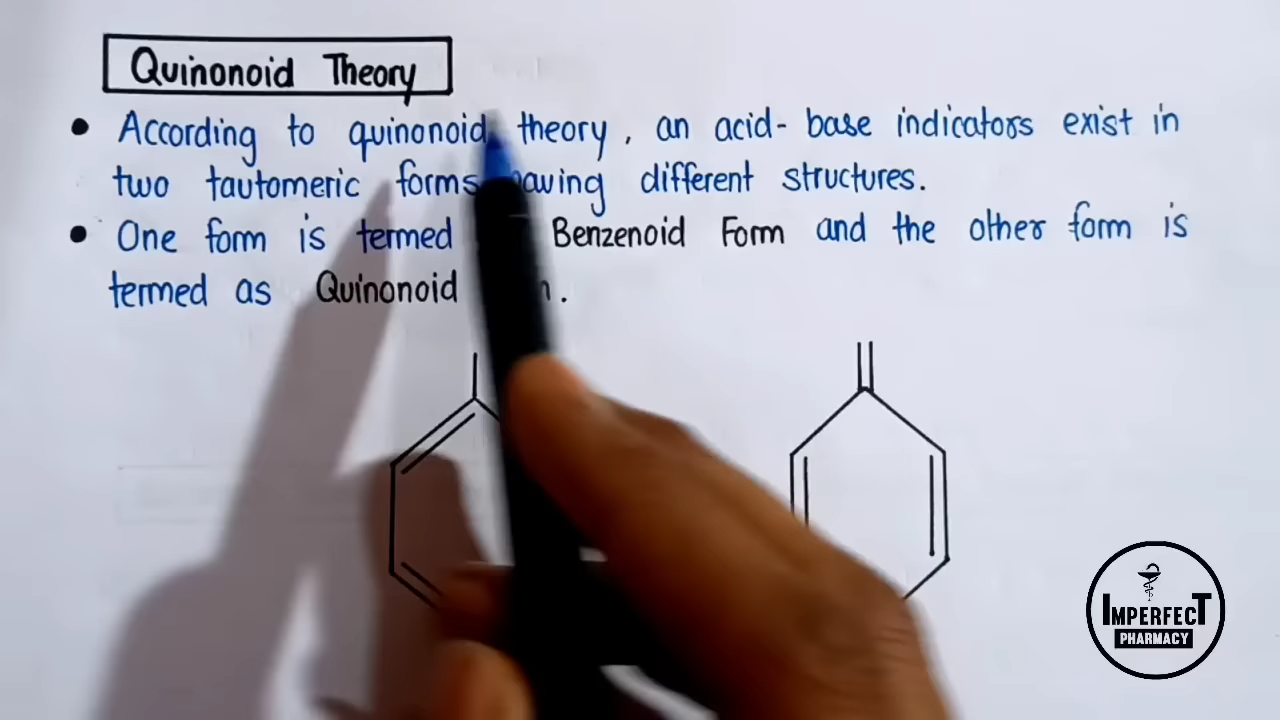 Quinonoid Theory
According to quinonoid theory, an acid-base indicators exist in
two tautomeric forms different structures.
One form is termed Benzenoid Form and the other form is
termed as Quinonoid
IMPERFECT
PHARMACY